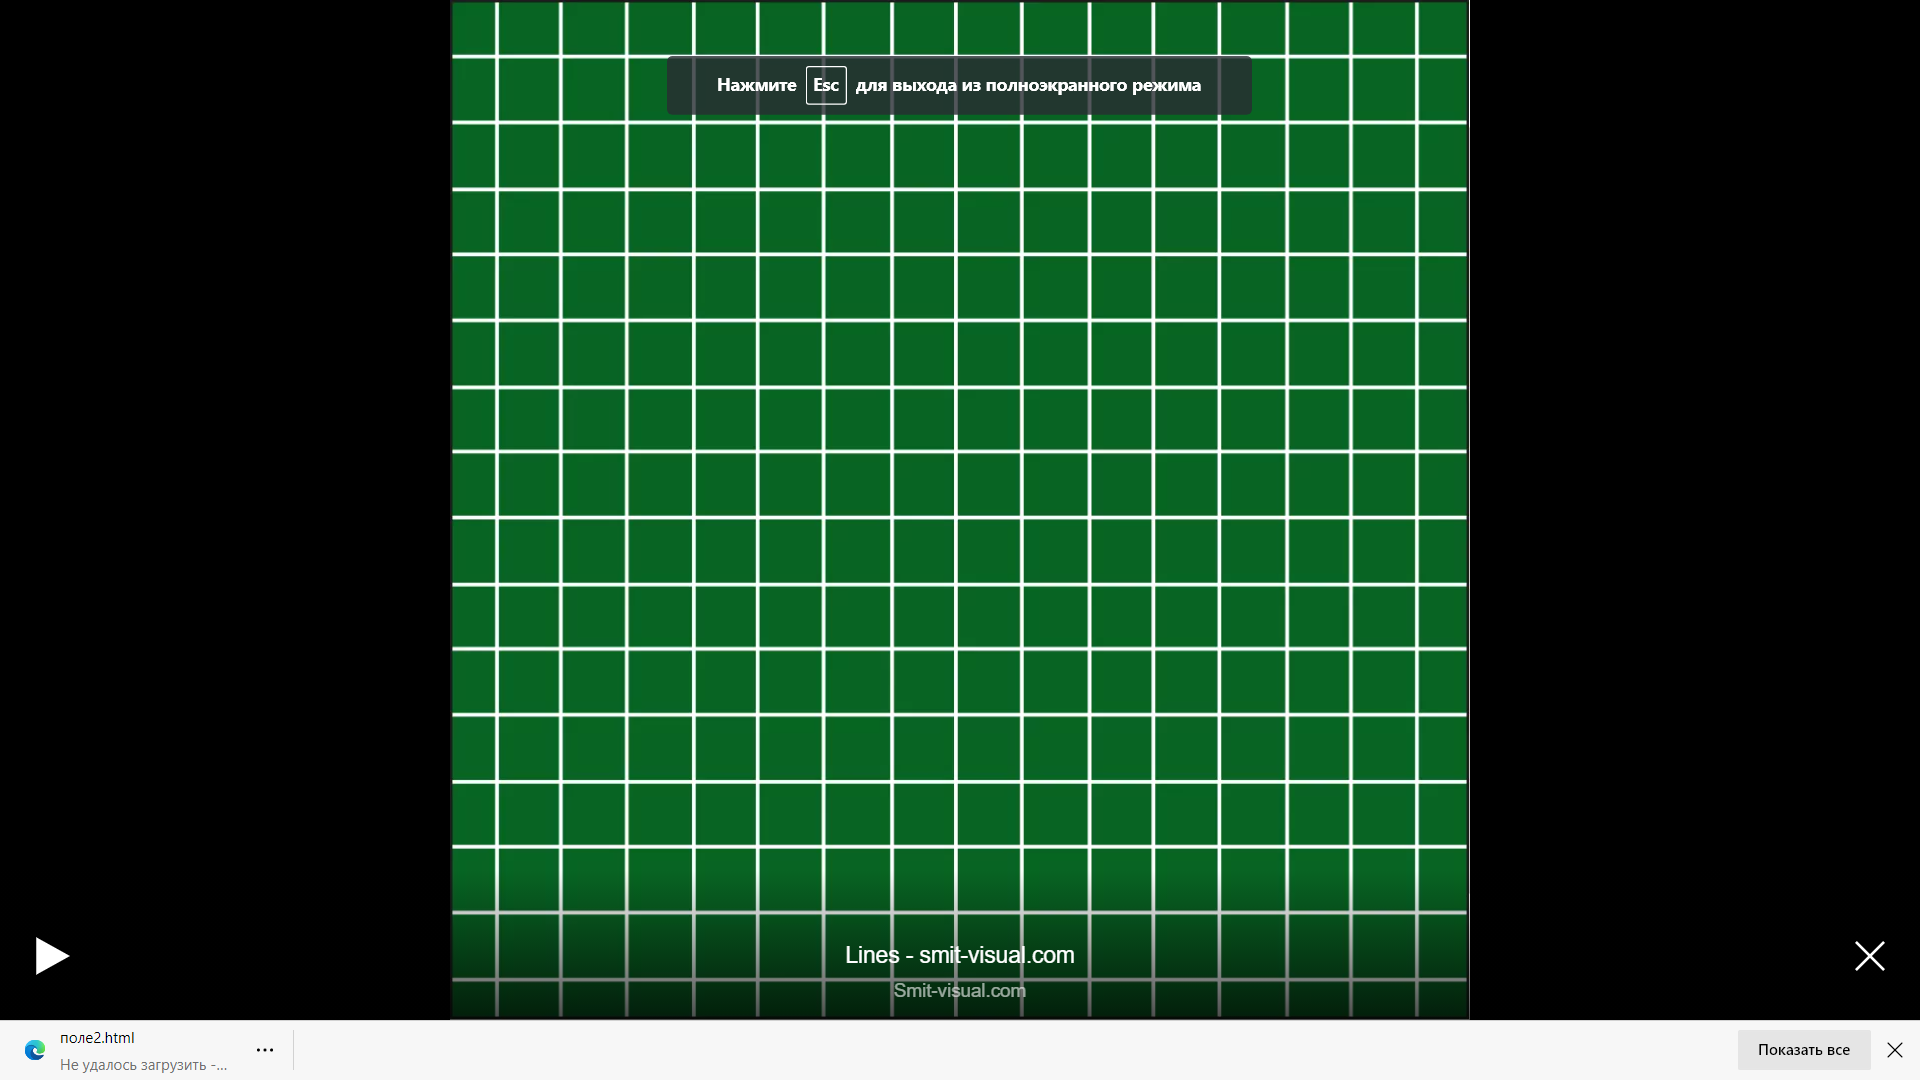 Нажмите Esc для выхода из полноэкранного режима
Lines - smit-visual.com
Smit-visual.com
поле2.html
Не удалось загрузить -...
Показать все